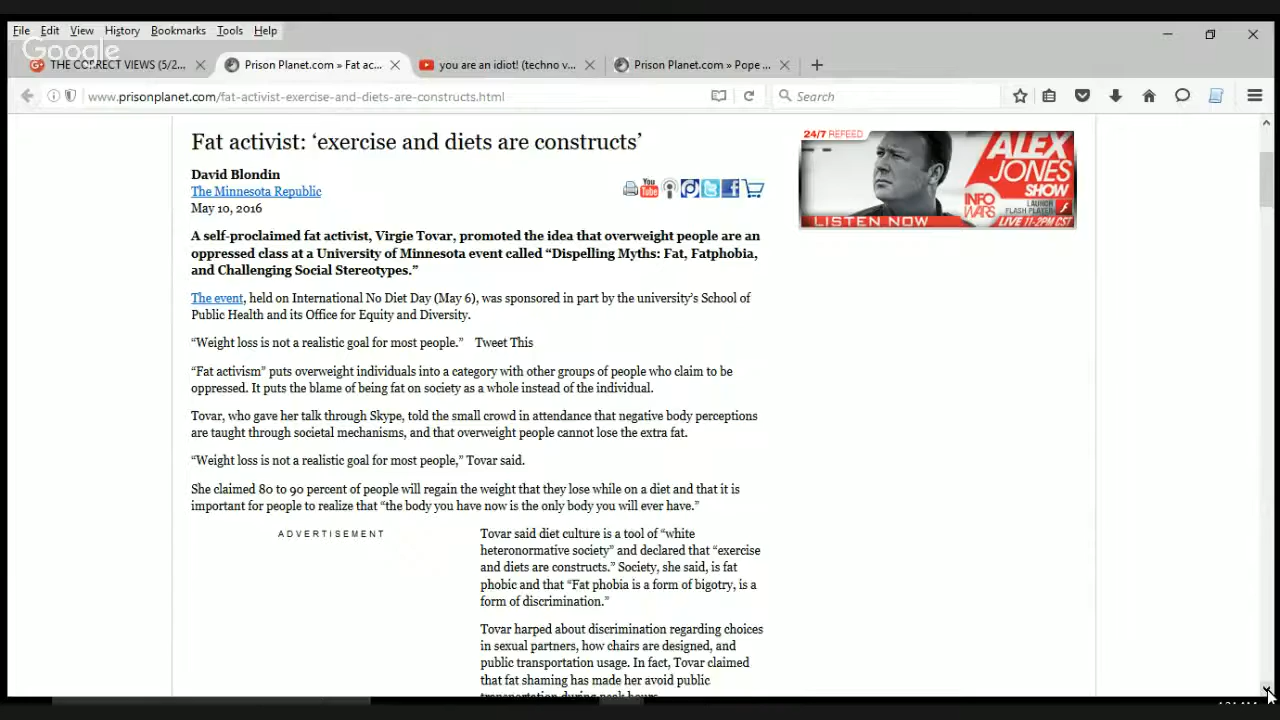 File Edit View History Bookmarks Tools Help
Google
THE CORRECT VIEWS (5/2...
Prison Planet.com » Fat ac...
you are an idiot! (techno v...
Prison Planet.com » Pope ...
www.prisonplanet.com/fat-activist-exercise-and-diets-are-constructs.html
Search
Fat activist: ‘exercise and diets are constructs’
David Blondin
The Minnesota Republic
May 10, 2016
You Tube
A self-proclaimed fat activist, Virgie Tovar, promoted the idea that overweight people are an
oppressed class at a University of Minnesota event called “Dispelling Myths: Fat, Fatphobia,
and Challenging Social Stereotypes.”
The event, held on International No Diet Day (May 6), was sponsored in part by the university’s School of
Public Health and its Office for Equity and Diversity.
“Weight loss is not a realistic goal for most people.” Tweet This
“Fat activism” puts overweight individuals into a category with other groups of people who claim to be
oppressed. It puts the blame of being fat on society as a whole instead of the individual.
Tovar, who gave her talk through Skype, told the small crowd in attendance that negative body perceptions
are taught through societal mechanisms, and that overweight people cannot lose the extra fat.
“Weight loss is not a realistic goal for most people,” Tovar said.
She claimed 80 to 90 percent of people will regain the weight that they lose while on a diet and that it is
important for people to realize that “the body you have now is the only body you will ever have.”
ADVERTISEMENT
Tovar said diet culture is a tool of “white
heteronormative society” and declared that “exercise
and diets are constructs.” Society, she said, is fat
phobic and that “Fat phobia is a form of bigotry, is a
form of discrimination.”
Tovar harped about discrimination regarding choices
in sexual partners, how chairs are designed, and
public transportation usage. In fact, Tovar claimed
that fat shaming has made her avoid public
transportation during peak hours.
24/7 REFEED
ALEX
JONES
SHOW
INFO
WARS
LAUNCH
FLASH PLAYER
LISTEN NOW
LIVE 11-2PM CST